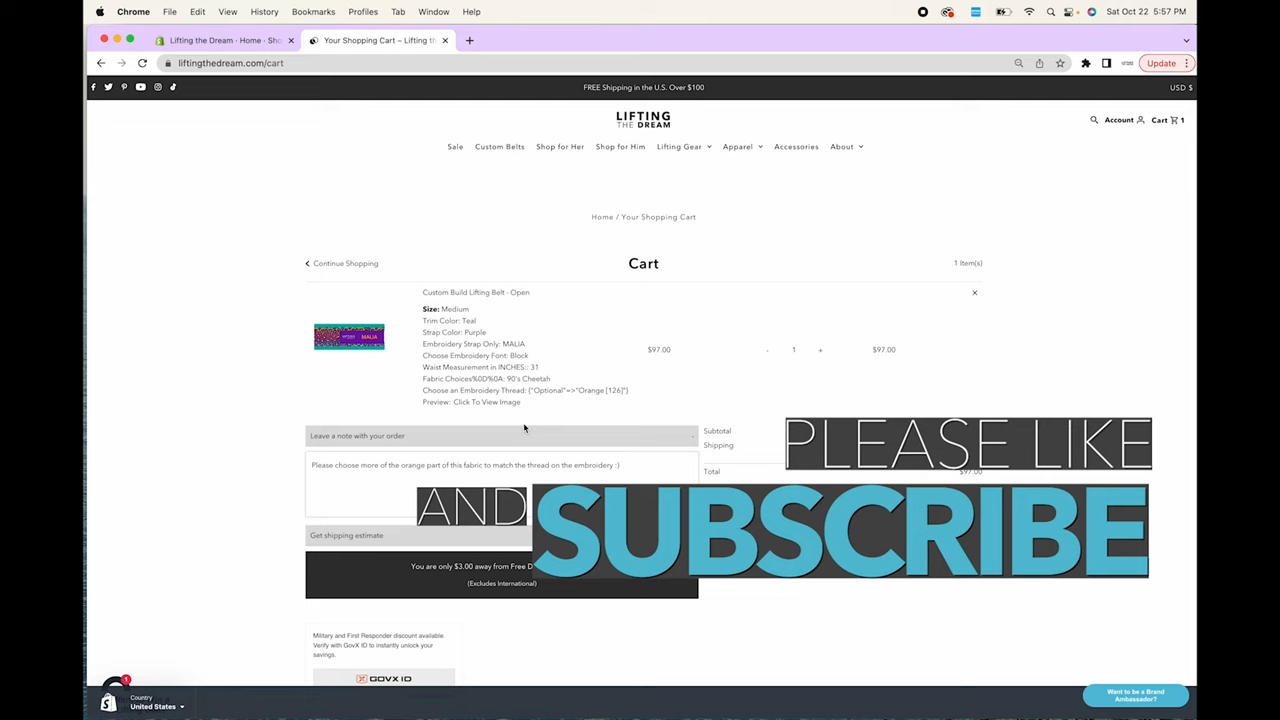 Chrome File Edit View History Bookmarks Profiles Tab Window Help Sat Oct 22 5:57 PM
Lifting the Dream · Home · Sho Your Shopping Cart – Lifting th
liftingthedream.com/cart Update
FREE Shipping in the U.S. Over $100 USD $
LIFTING
THE DREAM
Account Cart 1
Sale Custom Belts Shop for Her Shop for Him Lifting Gear Apparel Accessories About
Home / Your Shopping Cart
Continue Shopping Cart 1 Item(s)
Custom Build Lifting Belt - Open
Size: Medium
Trim Color: Teal
Strap Color: Purple
Embroidery Strap Only: MALIA
Choose Embroidery Font: Block
Waist Measurement in INCHES:: 31
Fabric Choices%0D%0A: 90's Cheetah
Choose an Embroidery Thread: {"Optional"=>"Orange [126]"}
Preview: Click To View Image
MALIA
$97.00 - 1 + $97.00
Leave a note with your order -
Please choose more of the orange part of this fabric to match the thread on the embroidery :)
Get shipping estimate
Subtotal
Shipping
Total $97.00
PLEASE LIKE
AND SUBSCRIBE
You are only $3.00 away from Free D
(Excludes International)
Military and First Responder discount available.
Verify with GovX ID to instantly unlock your
savings.
GOVX ID
1
Country
United States
Want to be a Brand
Ambassador?